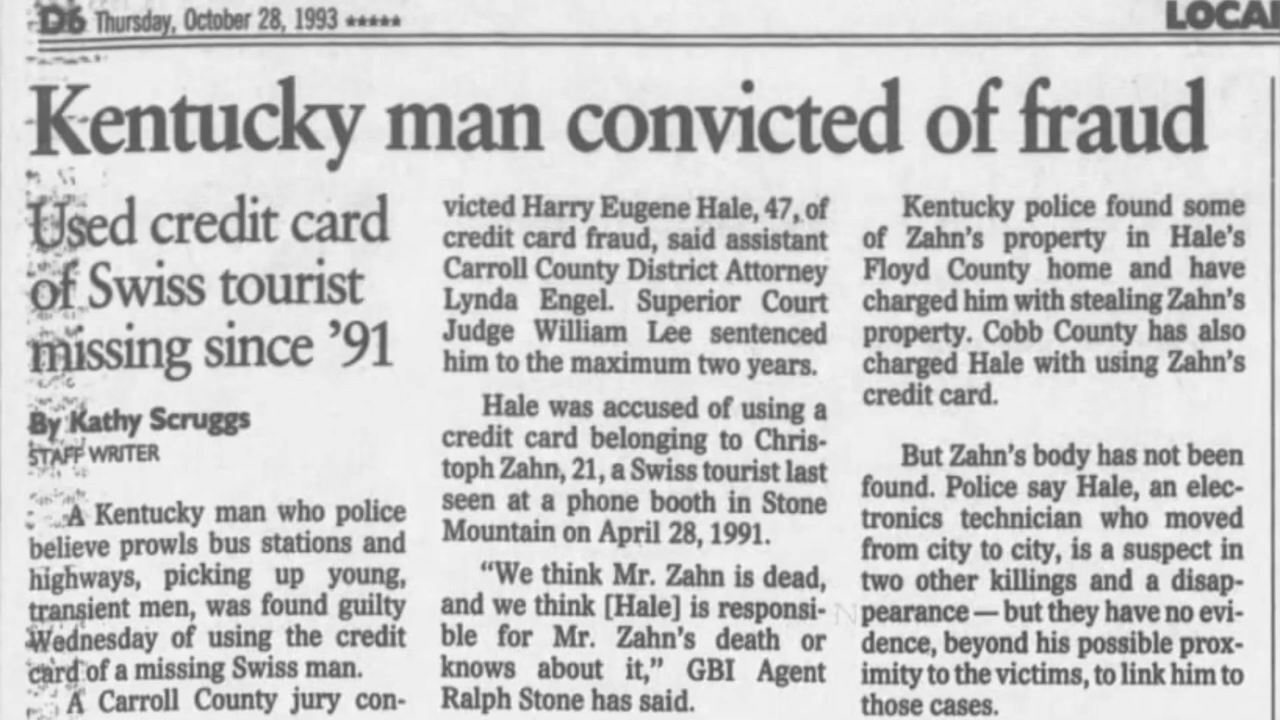 D6 Thursday, October 28, 1993 ★★★★★
LOCAL
Kentucky man convicted of fraud
Used credit card
of Swiss tourist
missing since ’91
By Kathy Scruggs
STAFF WRITER
A Kentucky man who police
believe prowls bus stations and
highways, picking up young,
transient men, was found guilty
Wednesday of using the credit
card of a missing Swiss man.
A Carroll County jury con-
victed Harry Eugene Hale, 47, of
credit card fraud, said assistant
Carroll County District Attorney
Lynda Engel. Superior Court
Judge William Lee sentenced
him to the maximum two years.
Hale was accused of using a
credit card belonging to Chris-
toph Zahn, 21, a Swiss tourist last
seen at a phone booth in Stone
Mountain on April 28, 1991.
“We think Mr. Zahn is dead,
and we think [Hale] is responsi-
ble for Mr. Zahn’s death or
knows about it,” GBI Agent
Ralph Stone has said.
Kentucky police found some
of Zahn’s property in Hale’s
Floyd County home and have
charged him with stealing Zahn’s
property. Cobb County has also
charged Hale with using Zahn’s
credit card.
But Zahn’s body has not been
found. Police say Hale, an elec-
tronics technician who moved
from city to city, is a suspect in
two other killings and a disap-
pearance — but they have no evi-
dence, beyond his possible prox-
imity to the victims, to link him to
those cases.